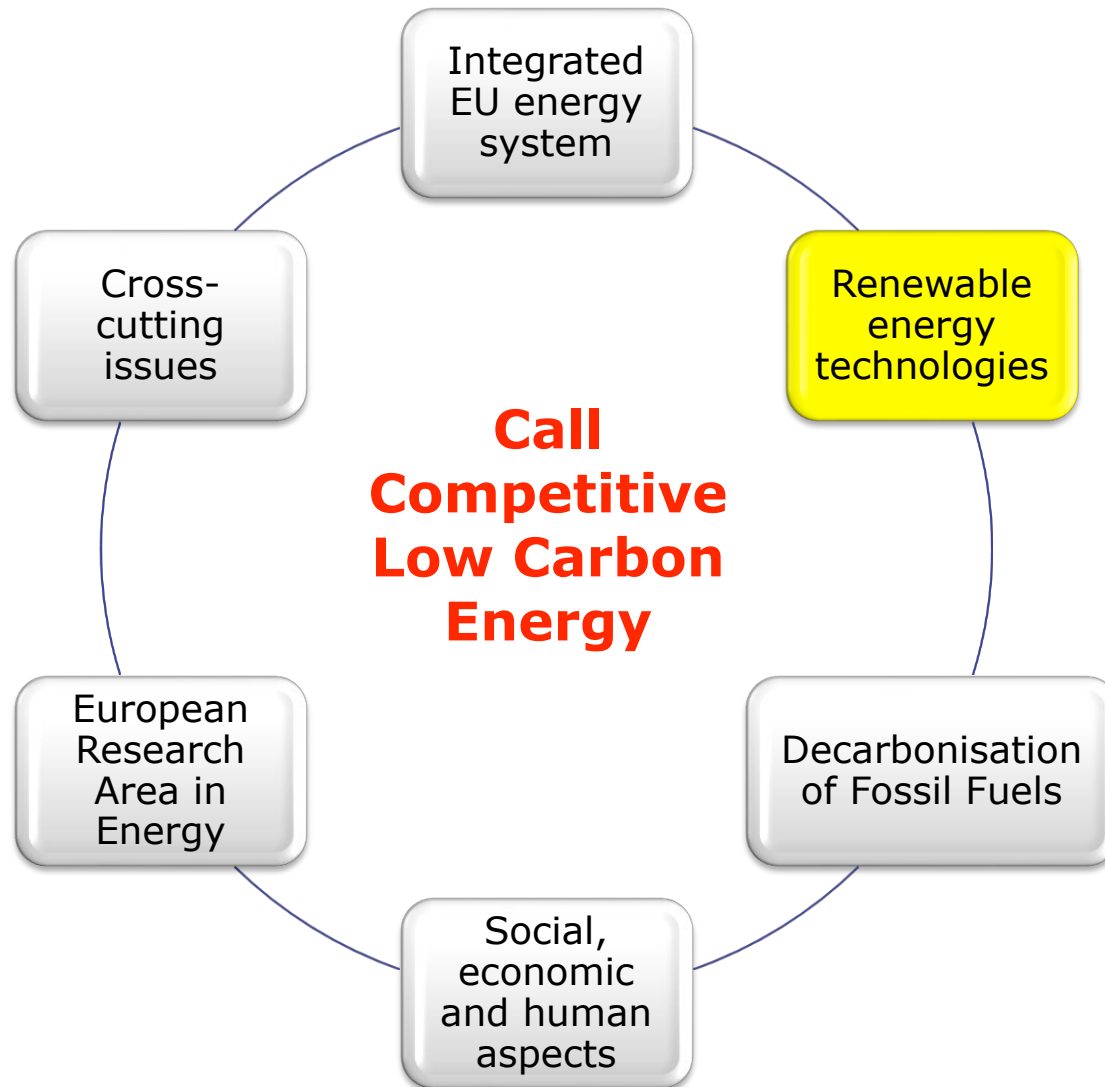 Integrated
EU energy
system
Renewable
energy
technologies
Decarbonisation
of Fossil Fuels
Social,
economic
and human
aspects
European
Research
Area in
Energy
Cross-
cutting
issues
Call
Competitive
Low Carbon
Energy